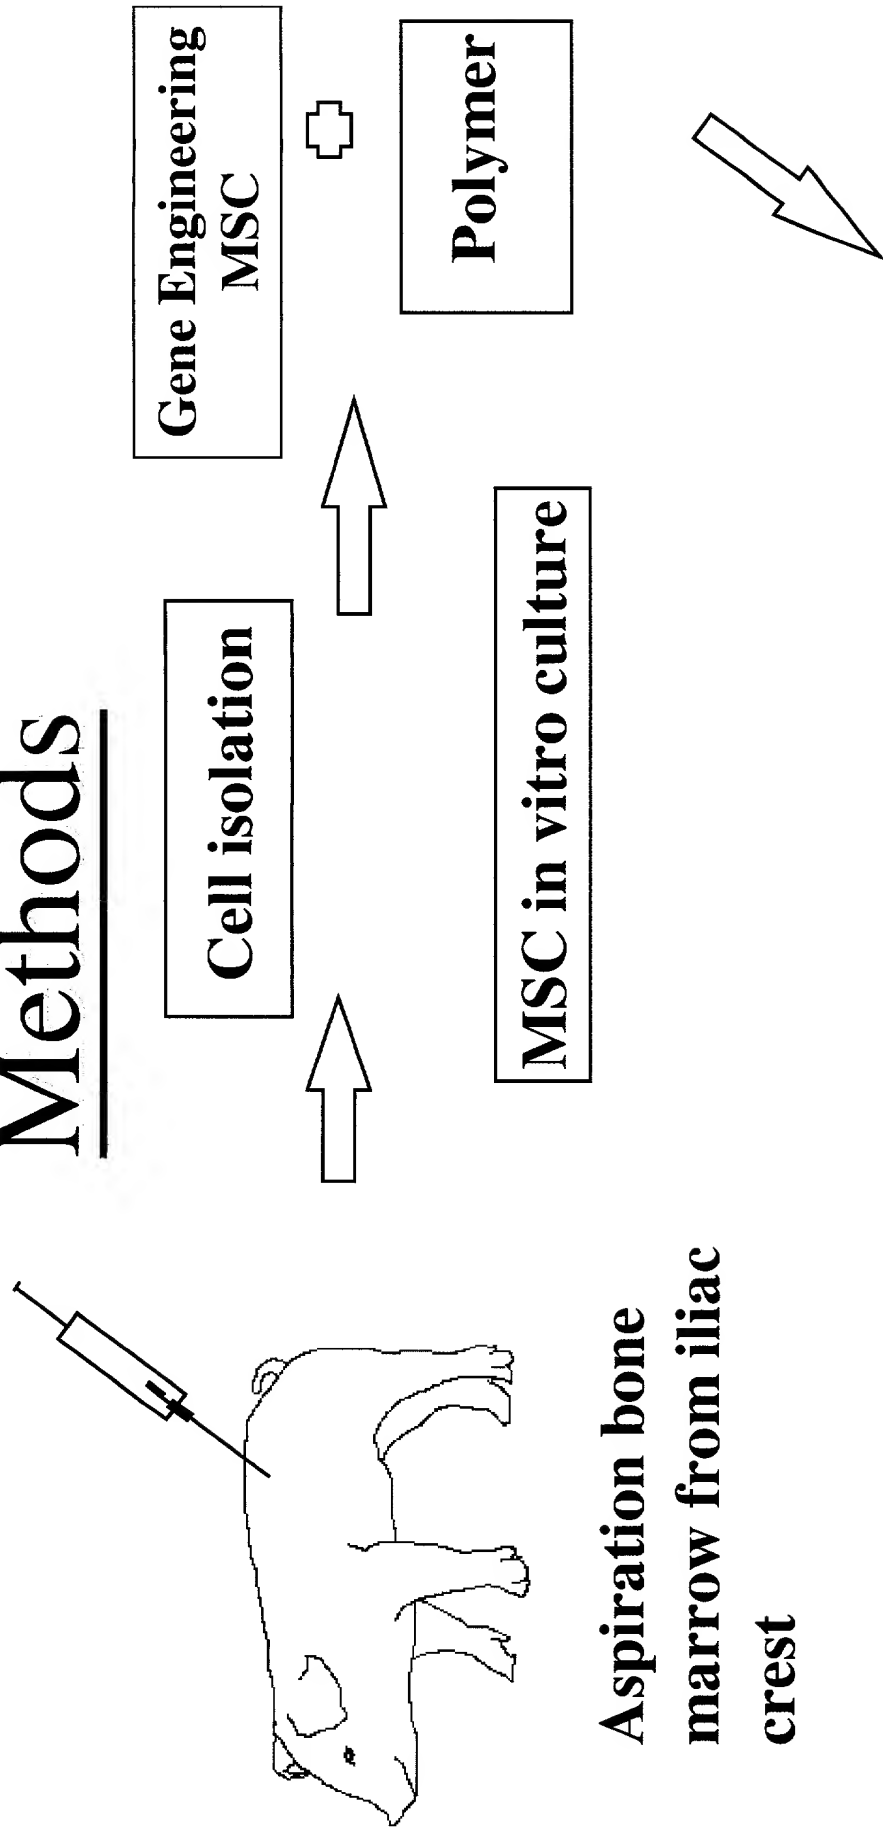 Methods
Aspiration bone
marrow from iliac
crest
Cell isolation
MSC in vitro culture
Gene Engineering
MSC
Polymer